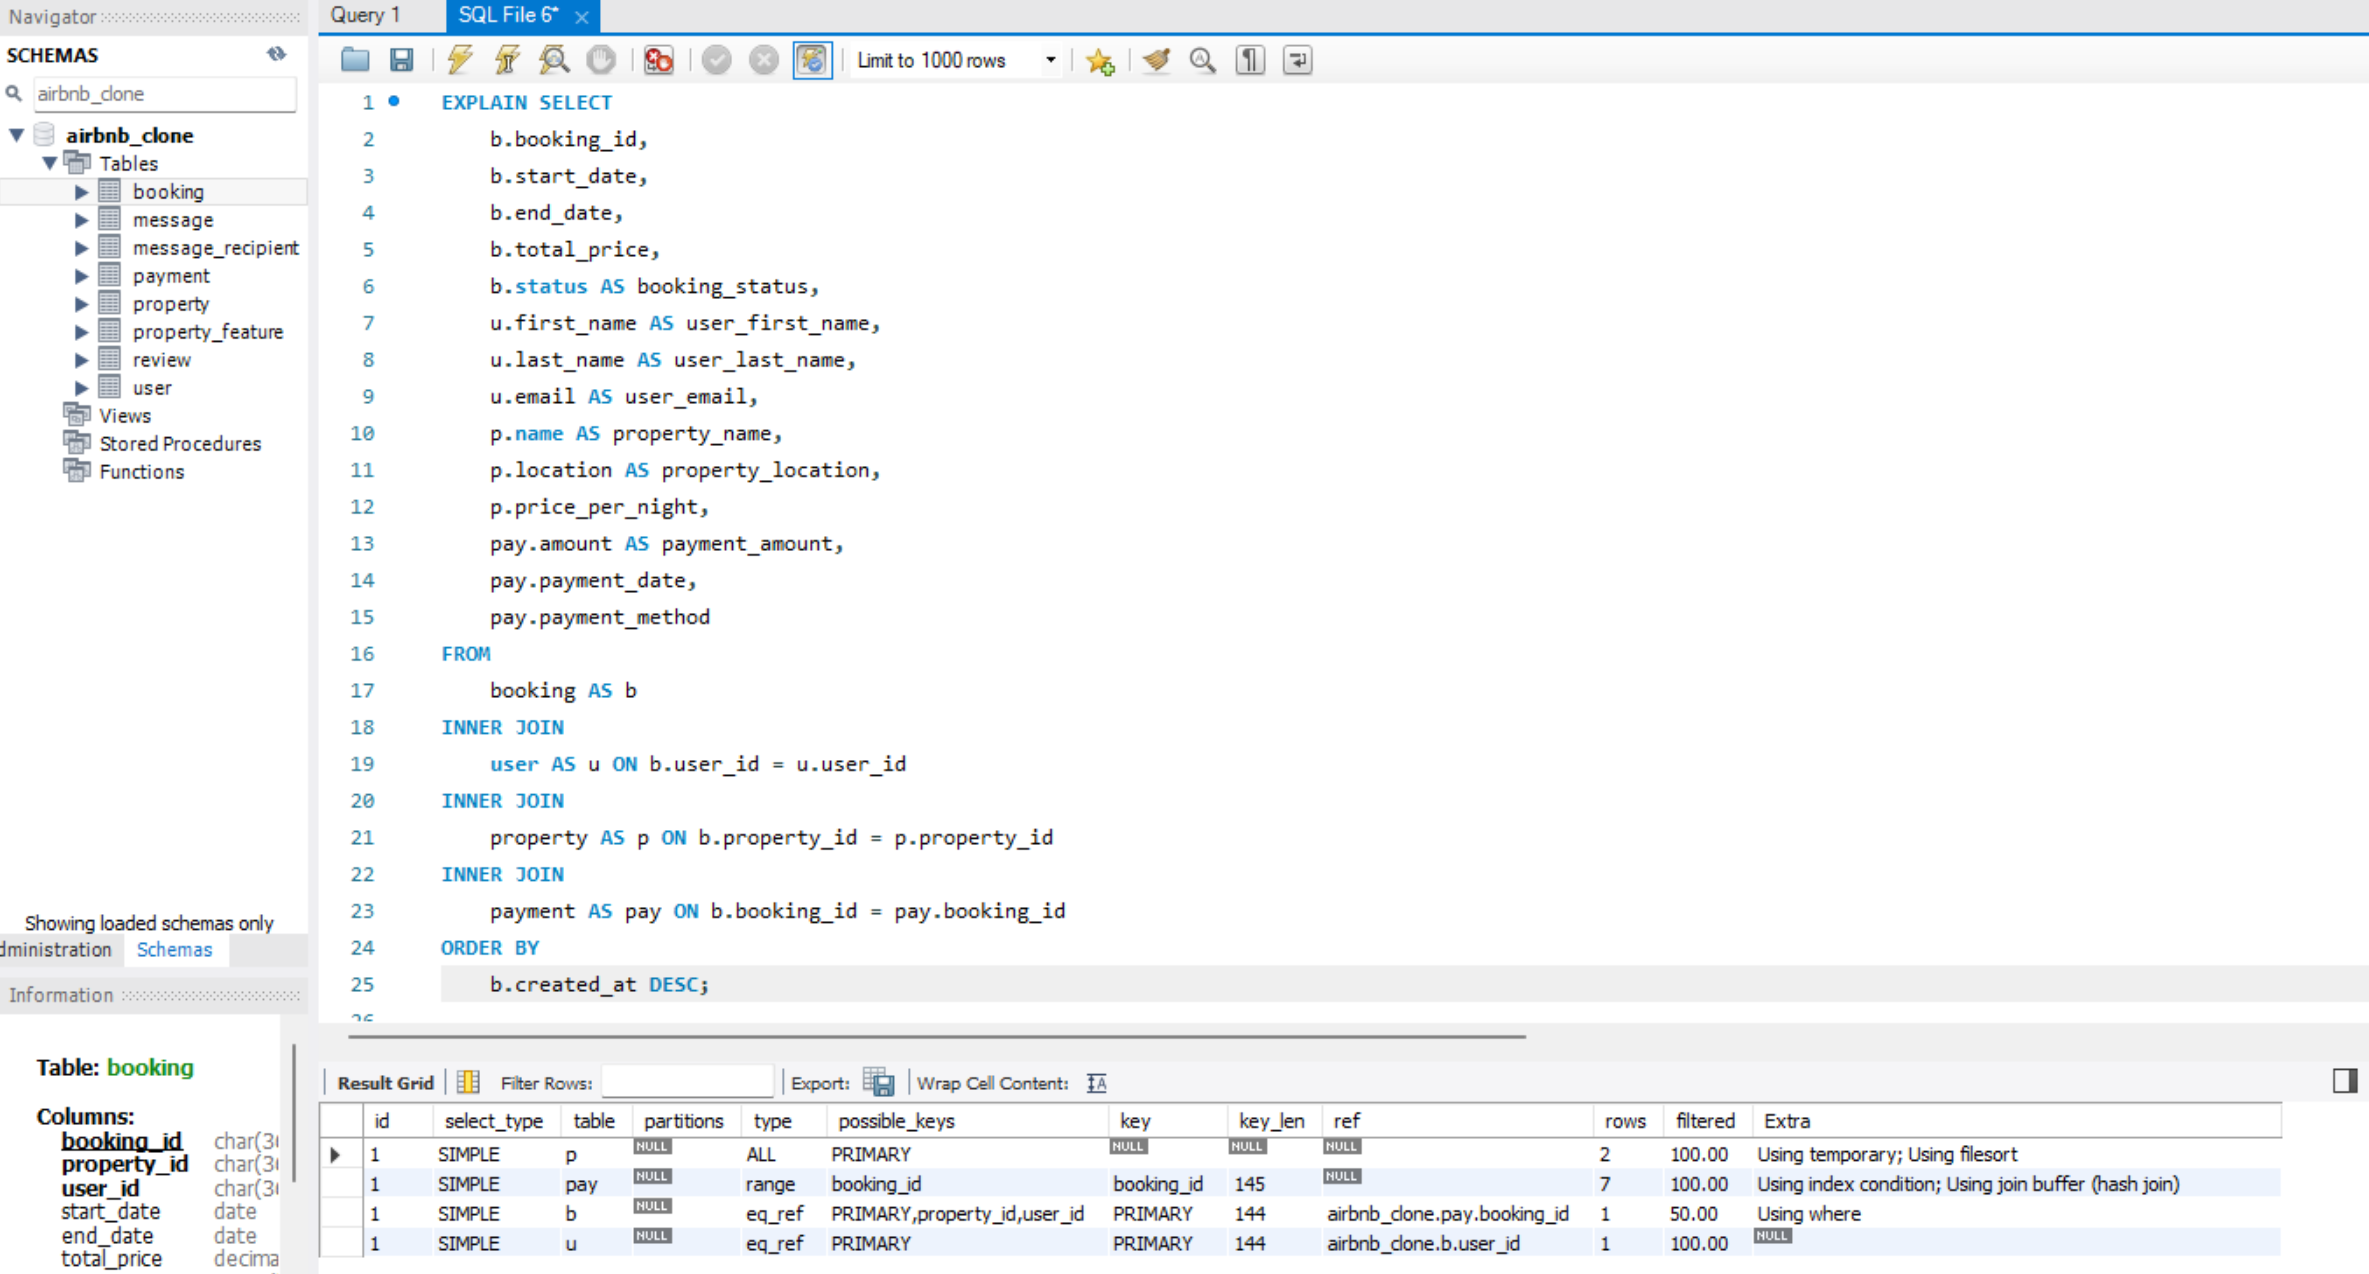 Navigator
SCHEMAS
airbnb_clone
airbnb_clone
Tables
booking
message
message_recipient
payment
property
property_feature
review
user
Views
Stored Procedures
Functions
Showing loaded schemas only
dministration Schemas
Information
Table: booking
Columns:
booking_id char(3
property_id char(3
user_id char(3
start_date date
end_date date
total_price decima
Query 1 SQL File 6*
Limit to 1000 rows
1 EXPLAIN SELECT
2 b.booking_id,
3 b.start_date,
4 b.end_date,
5 b.total_price,
6 b.status AS booking_status,
7 u.first_name AS user_first_name,
8 u.last_name AS user_last_name,
9 u.email AS user_email,
10 p.name AS property_name,
11 p.location AS property_location,
12 p.price_per_night,
13 pay.amount AS payment_amount,
14 pay.payment_date,
15 pay.payment_method
16 FROM
17 booking AS b
18 INNER JOIN
19 user AS u ON b.user_id = u.user_id
20 INNER JOIN
21 property AS p ON b.property_id = p.property_id
22 INNER JOIN
23 payment AS pay ON b.booking_id = pay.booking_id
24 ORDER BY
25 b.created_at DESC;
26
Result Grid Filter Rows: Export: Wrap Cell Content:
id select_type table partitions type possible_keys key key_len ref rows filtered Extra
1 SIMPLE p NULL ALL PRIMARY NULL NULL NULL 2 100.00 Using temporary; Using filesort
1 SIMPLE pay NULL range booking_id booking_id 145 NULL 7 100.00 Using index condition; Using join buffer (hash join)
1 SIMPLE b NULL eq_ref PRIMARY,property_id,user_id PRIMARY 144 airbnb_clone.pay.booking_id 1 50.00 Using where
1 SIMPLE u NULL eq_ref PRIMARY PRIMARY 144 airbnb_clone.b.user_id 1 100.00 NULL